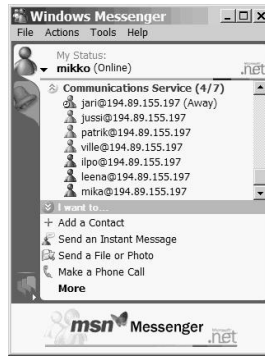 Windows Messenger
File Actions Tools Help
My Status:
mikko (Online)
.net
Communications Service (4/7)
jari@194.89.155.197 (Away)
jussi@194.89.155.197
patrik@194.89.155.197
ville@194.89.155.197
ilpo@194.89.155.197
leena@194.89.155.197
mika@194.89.155.197
I want to...
+ Add a Contact
Send an Instant Message
Send a File or Photo
Make a Phone Call
More
msn Messenger
.net